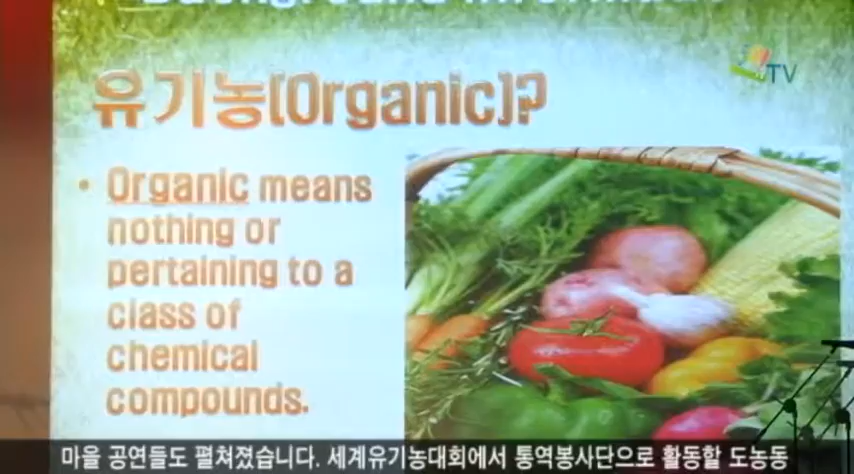 유기농(Organic)?
TV
• Organic means
nothing or
pertaining to a
class of
chemical
compounds.
마을 공연들도 펼쳐졌습니다. 세계유기농대회에서 통역봉사단으로 활동할 도농동